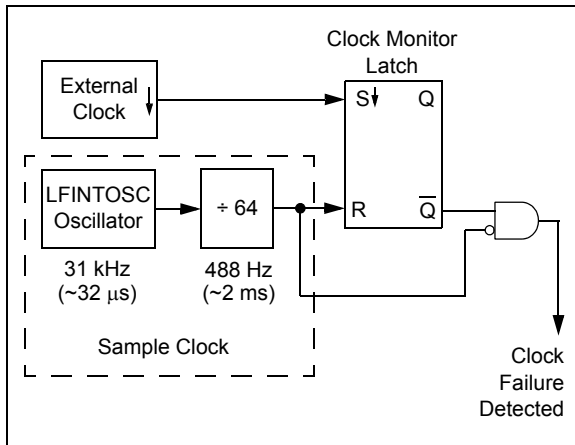 Clock Monitor
Latch
External
Clock
S
Q
LFINTOSC
Oscillator
÷ 64
R
Q̅
31 kHz
(~32 μs)
488 Hz
(~2 ms)
Sample Clock
Clock
Failure
Detected